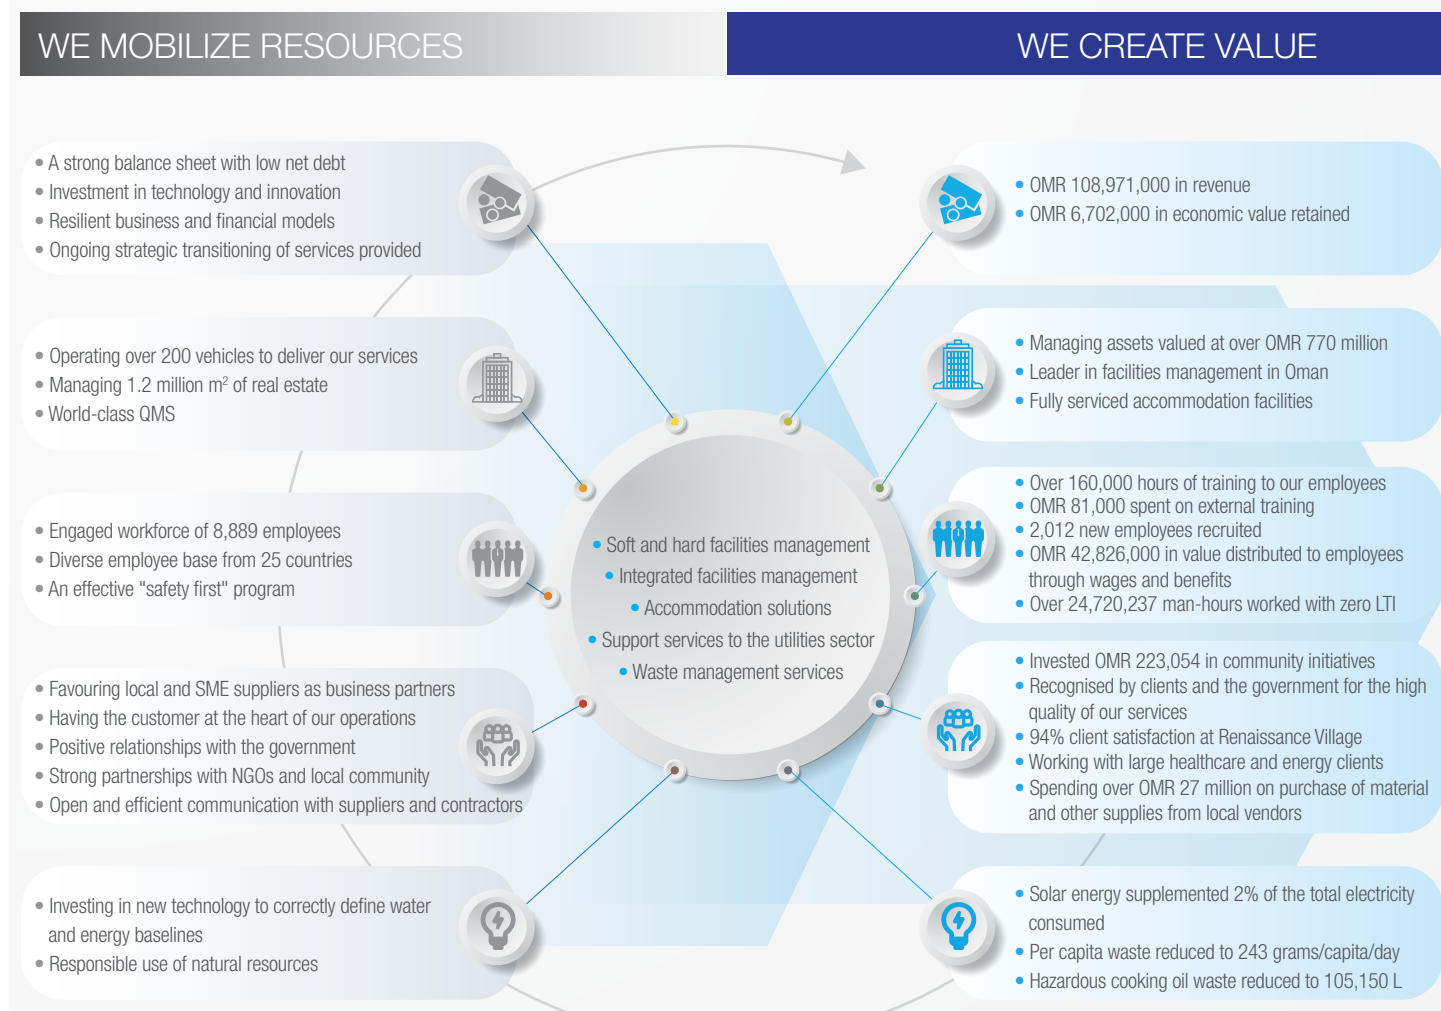 WE MOBILIZE RESOURCES
WE CREATE VALUE
• A strong balance sheet with low net debt
• Investment in technology and innovation
• Resilient business and financial models
• Ongoing strategic transitioning of services provided
• Operating over 200 vehicles to deliver our services
• Managing 1.2 million m² of real estate
• World-class QMS
• Engaged workforce of 8,889 employees
• Diverse employee base from 25 countries
• An effective "safety first" program
• Favouring local and SME suppliers as business partners
• Having the customer at the heart of our operations
• Positive relationships with the government
• Strong partnerships with NGOs and local community
• Open and efficient communication with suppliers and contractors
• Investing in new technology to correctly define water
and energy baselines
• Responsible use of natural resources
• Soft and hard facilities management
• Integrated facilities management
• Accommodation solutions
• Support services to the utilities sector
• Waste management services
• OMR 108,971,000 in revenue
• OMR 6,702,000 in economic value retained
• Managing assets valued at over OMR 770 million
• Leader in facilities management in Oman
• Fully serviced accommodation facilities
• Over 160,000 hours of training to our employees
• OMR 81,000 spent on external training
• 2,012 new employees recruited
• OMR 42,826,000 in value distributed to employees
through wages and benefits
• Over 24,720,237 man-hours worked with zero LTI
• Invested OMR 223,054 in community initiatives
• Recognised by clients and the government for the high
quality of our services
• 94% client satisfaction at Renaissance Village
• Working with large healthcare and energy clients
• Spending over OMR 27 million on purchase of material
and other supplies from local vendors
• Solar energy supplemented 2% of the total electricity
consumed
• Per capita waste reduced to 243 grams/capita/day
• Hazardous cooking oil waste reduced to 105,150 L